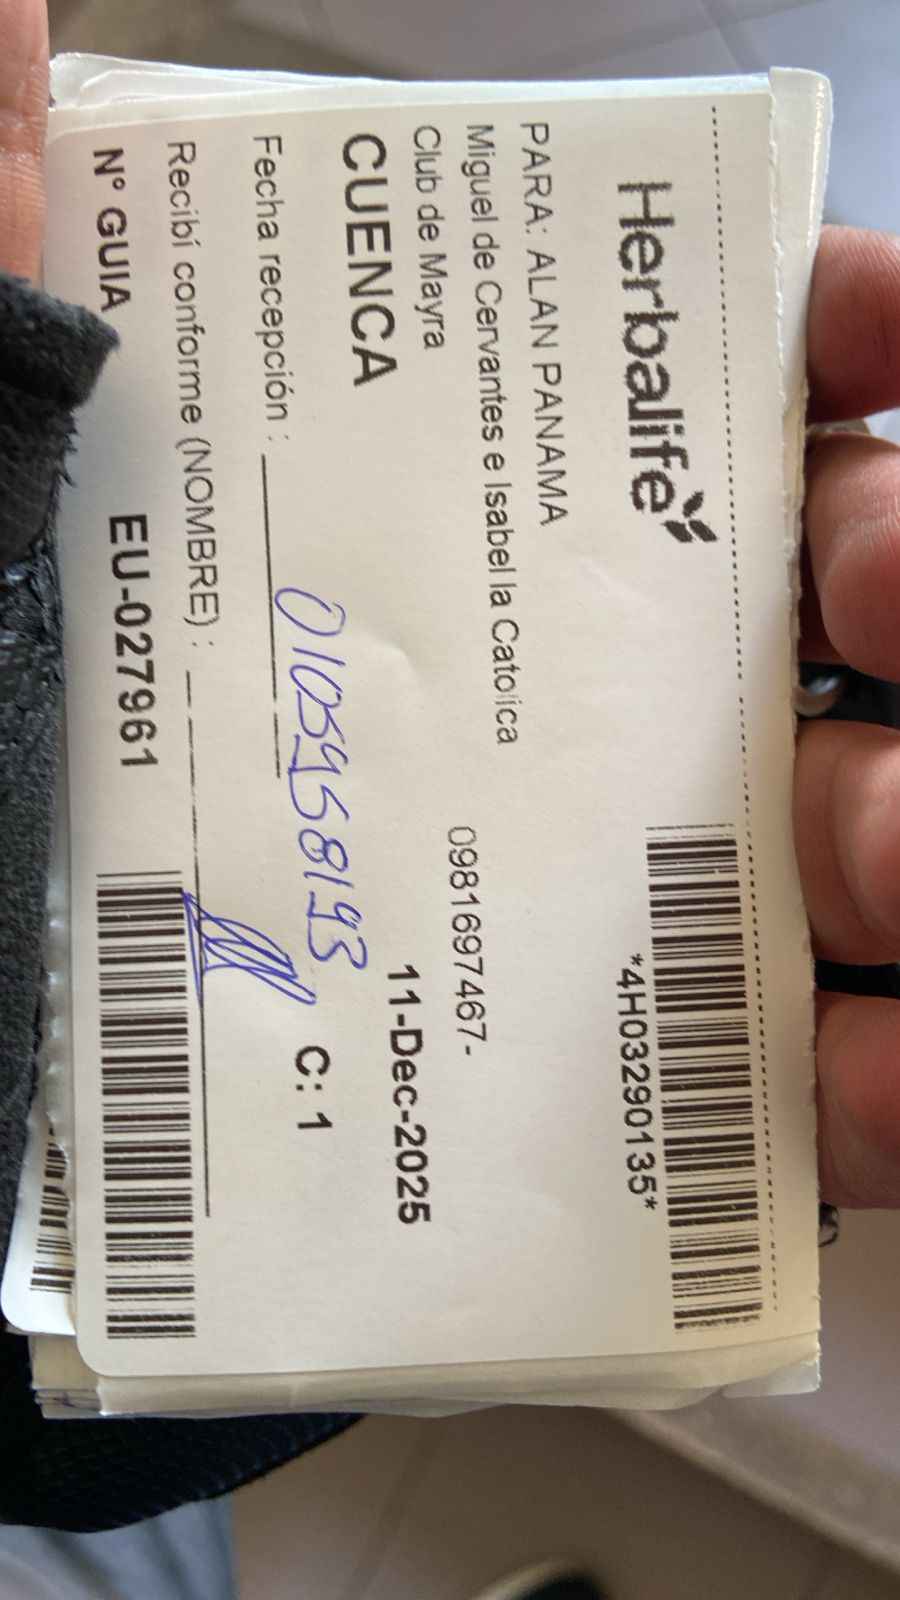 Herbalife
*4H03290135*
PARA: ALAN PANAMA
Miguel de Cervantes e Isabel la Catolica
0981697467-
Club de Mayra
CUENCA
11-Dec-2025
0105958193
Fecha recepción :
C: 1
Recibí conforme (NOMBRE) :
N° GUIA
EU-027961